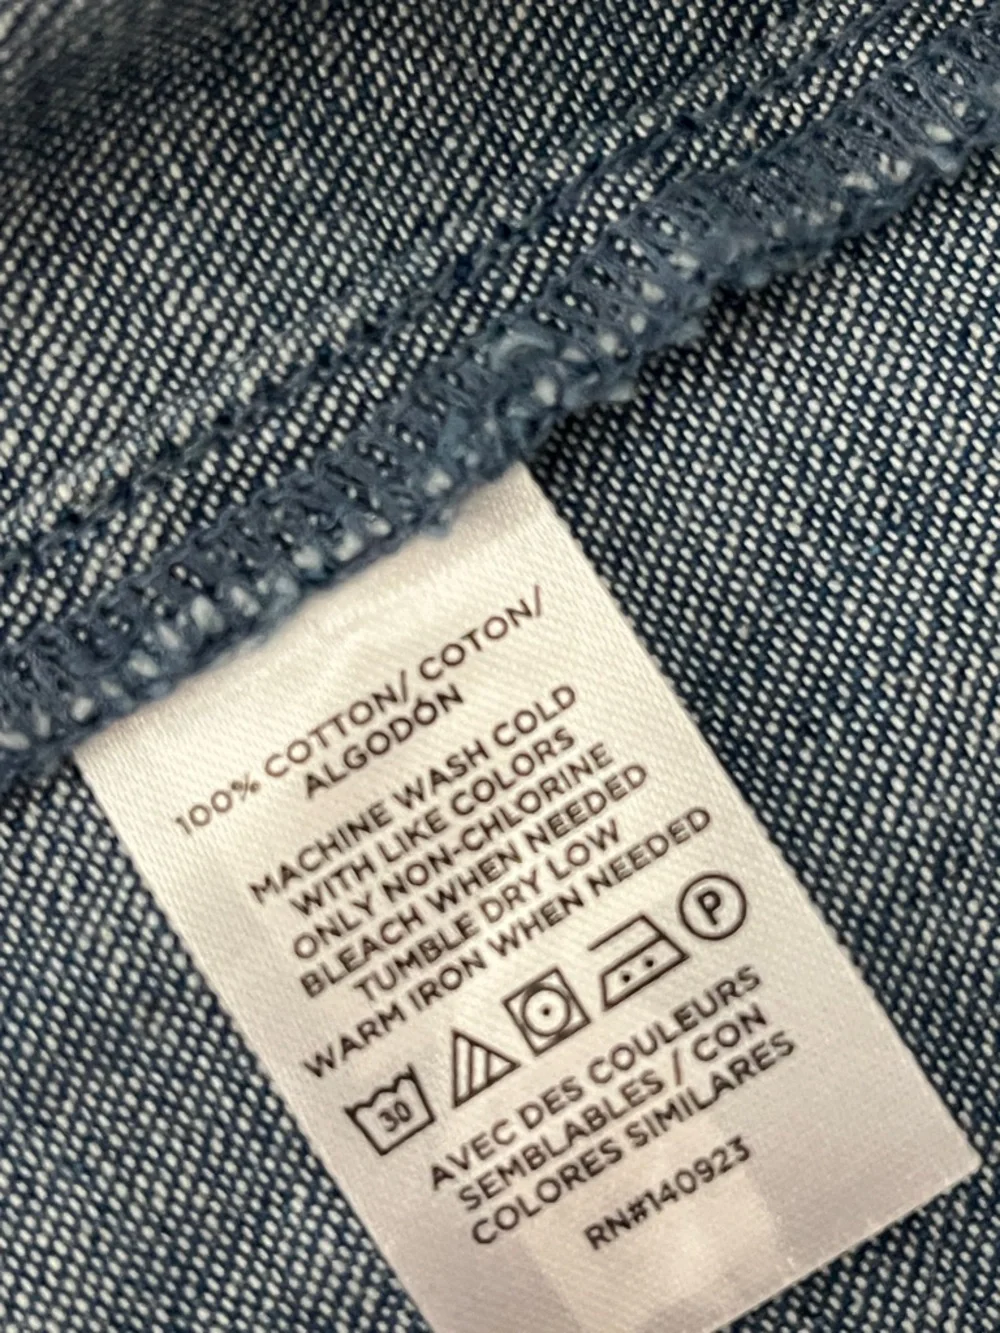 100% COTTON/ COTON/
ALGODÓN
MACHINE WASH COLD
WITH LIKE COLORS
ONLY NON-CHLORINE
BLEACH WHEN NEEDED
TUMBLE DRY LOW
WARM IRON WHEN NEEDED
30 P
AVEC DES COULEURS
SEMBLABLES / CON
COLORES SIMILARES
RN#140923